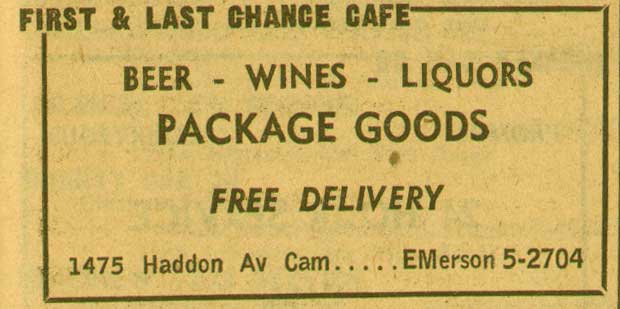 FIRST & LAST CHANCE CAFE
BEER - WINES - LIQUORS
PACKAGE GOODS
FREE DELIVERY
1475 Haddon Av Cam.....EMerson 5-2704